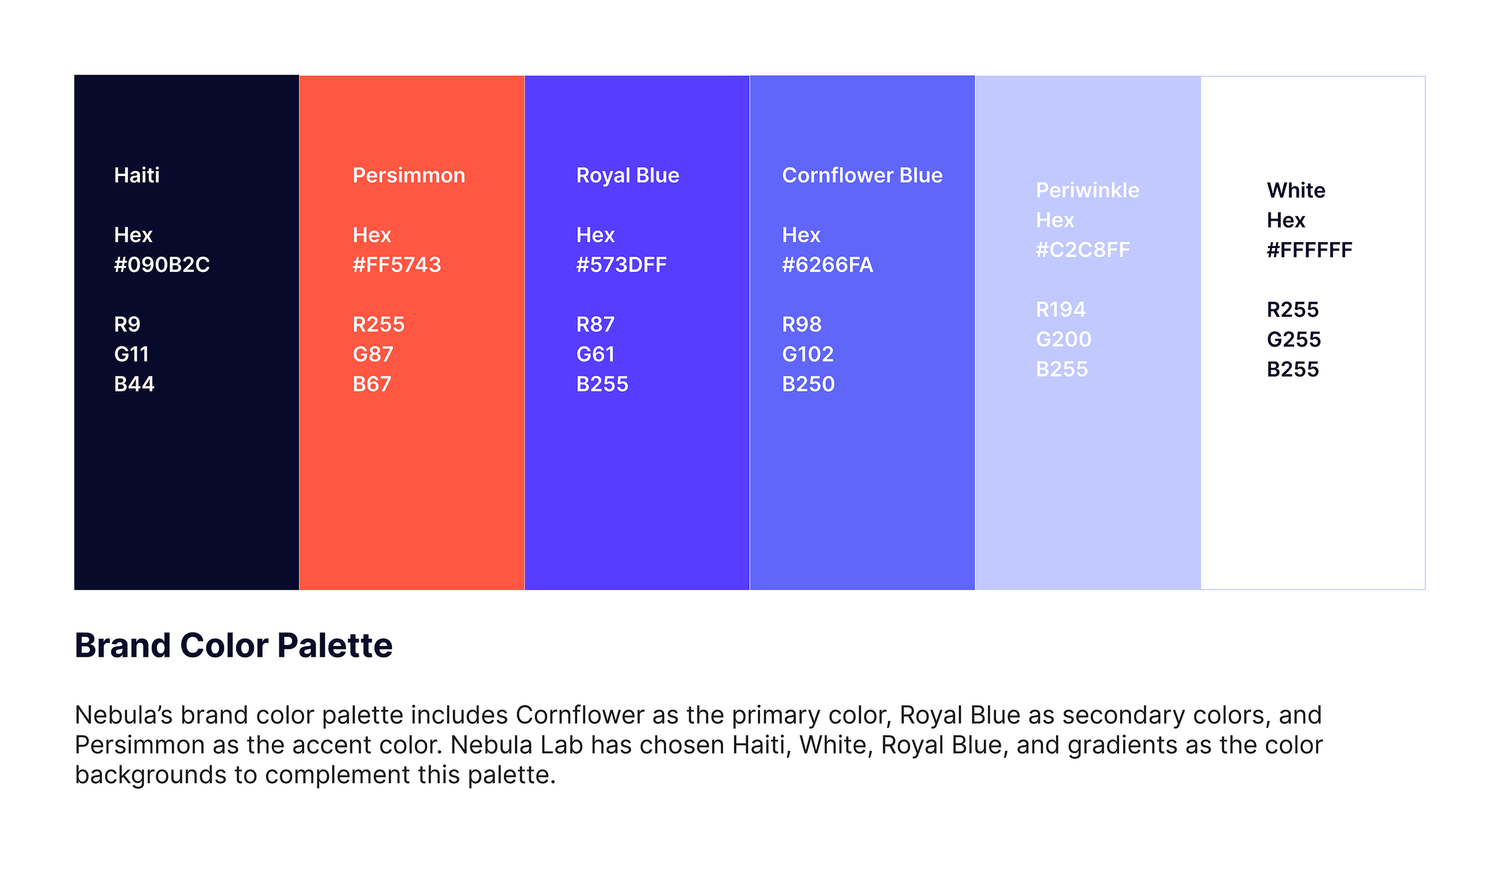 Haiti
Hex
#090B2C
R9
G11
B44
Persimmon
Hex
#FF5743
R255
G87
B67
Royal Blue
Hex
#573DFF
R87
G61
B255
Cornflower Blue
Hex
#6266FA
R98
G102
B250
Periwinkle
Hex
#C2C8FF
R194
G200
B255
White
Hex
#FFFFFF
R255
G255
B255
Brand Color Palette
Nebula’s brand color palette includes Cornflower as the primary color, Royal Blue as secondary colors, and
Persimmon as the accent color. Nebula Lab has chosen Haiti, White, Royal Blue, and gradients as the color
backgrounds to complement this palette.